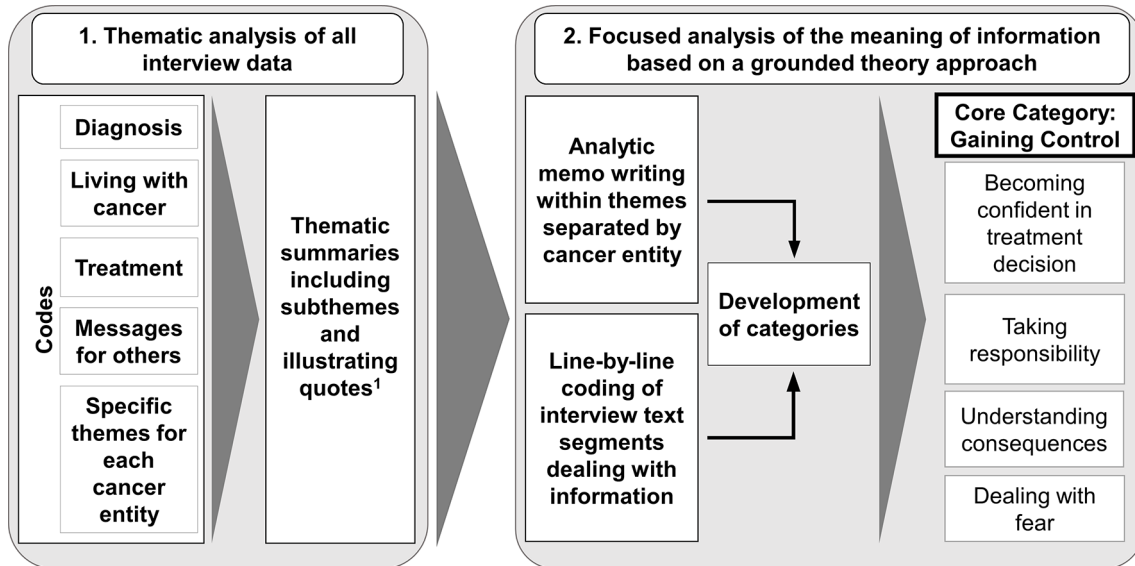 1. Thematic analysis of all
interview data
Codes
Diagnosis
Living with
cancer
Treatment
Messages
for others
Specific
themes for
each
cancer
entity
Thematic
summaries
including
subthemes
and
illustrating
quotes¹
2. Focused analysis of the meaning of information
based on a grounded theory approach
Analytic
memo writing
within themes
separated by
cancer entity
Line-by-line
coding of
interview text
segments
dealing with
information
Development
of categories
Core Category:
Gaining Control
Becoming
confident in
treatment
decision
Taking
responsibility
Understanding
consequences
Dealing with
fear